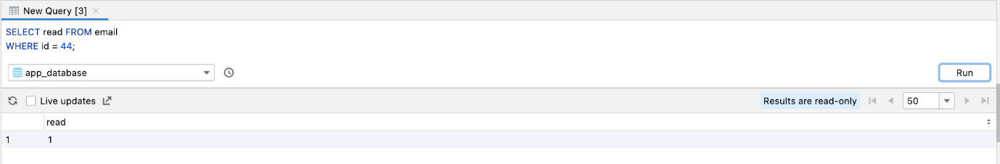 New Query [3]
SELECT read FROM email
WHERE id = 44;
app_database
Run
Live updates
Results are read-only
50
read
1 1